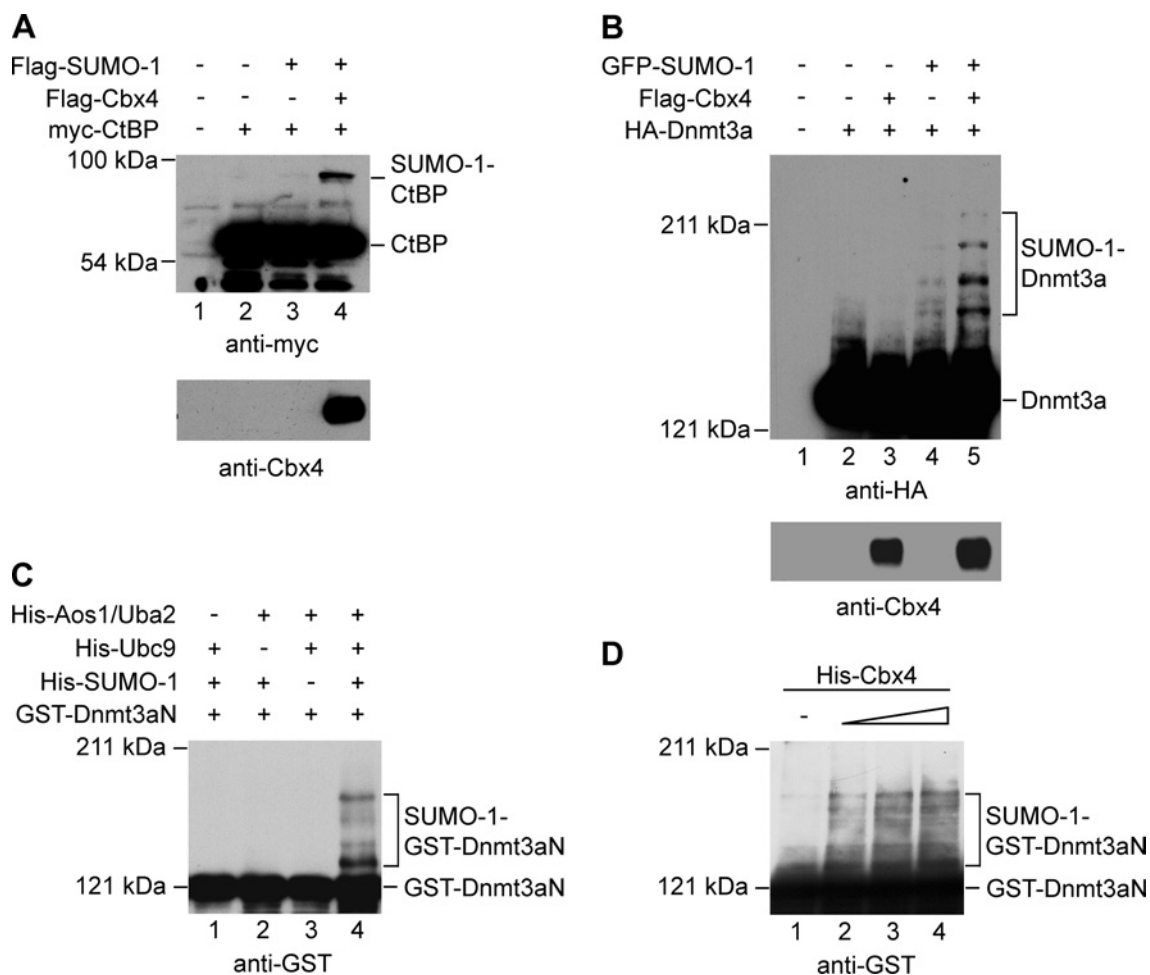 A
Flag-SUMO-1 - - + +
Flag-Cbx4 - - - +
myc-CtBP - + + +
100 kDa
SUMO-1-
CtBP
CtBP
54 kDa
1 2 3 4
anti-myc
anti-Cbx4
B
GFP-SUMO-1 - - - + +
Flag-Cbx4 - - + - +
HA-Dnmt3a - + + + +
211 kDa
SUMO-1-
Dnmt3a
Dnmt3a
121 kDa
1 2 3 4 5
anti-HA
anti-Cbx4
C
His-Aos1/Uba2 - + + +
His-Ubc9 + - + +
His-SUMO-1 + + - +
GST-Dnmt3aN + + + +
211 kDa
SUMO-1-
GST-Dnmt3aN
121 kDa
GST-Dnmt3aN
1 2 3 4
anti-GST
D
His-Cbx4
-
211 kDa
SUMO-1-
GST-Dnmt3aN
121 kDa
GST-Dnmt3aN
1 2 3 4
anti-GST